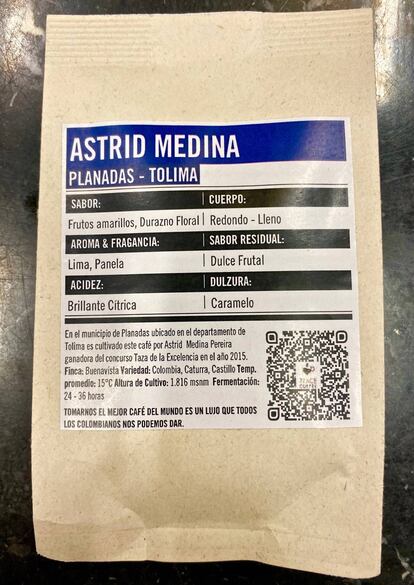 ASTRID MEDINA
PLANADAS - TOLIMA
SABOR: CUERPO:
Frutos amarillos, Durazno Floral Redondo - Lleno
AROMA & FRAGANCIA: SABOR RESIDUAL:
Lima, Panela Dulce Frutal
ACIDEZ: DULZURA:
Brillante Cítrica Caramelo
En el municipio de Planadas ubicado en el departamento de
Tolima es cultivado este café por Astrid Medina Pereira
ganadora del concurso Taza de la Excelencia en el año 2015.
Finca: Buenavista Variedad: Colombia, Caturra, Castillo Temp.
promedio: 15°C Altura de Cultivo: 1.816 msnm Fermentación:
24 - 36 horas
TOMARNOS EL MEJOR CAFÉ DEL MUNDO ES UN LUJO QUE TODOS
LOS COLOMBIANOS NOS PODEMOS DAR.